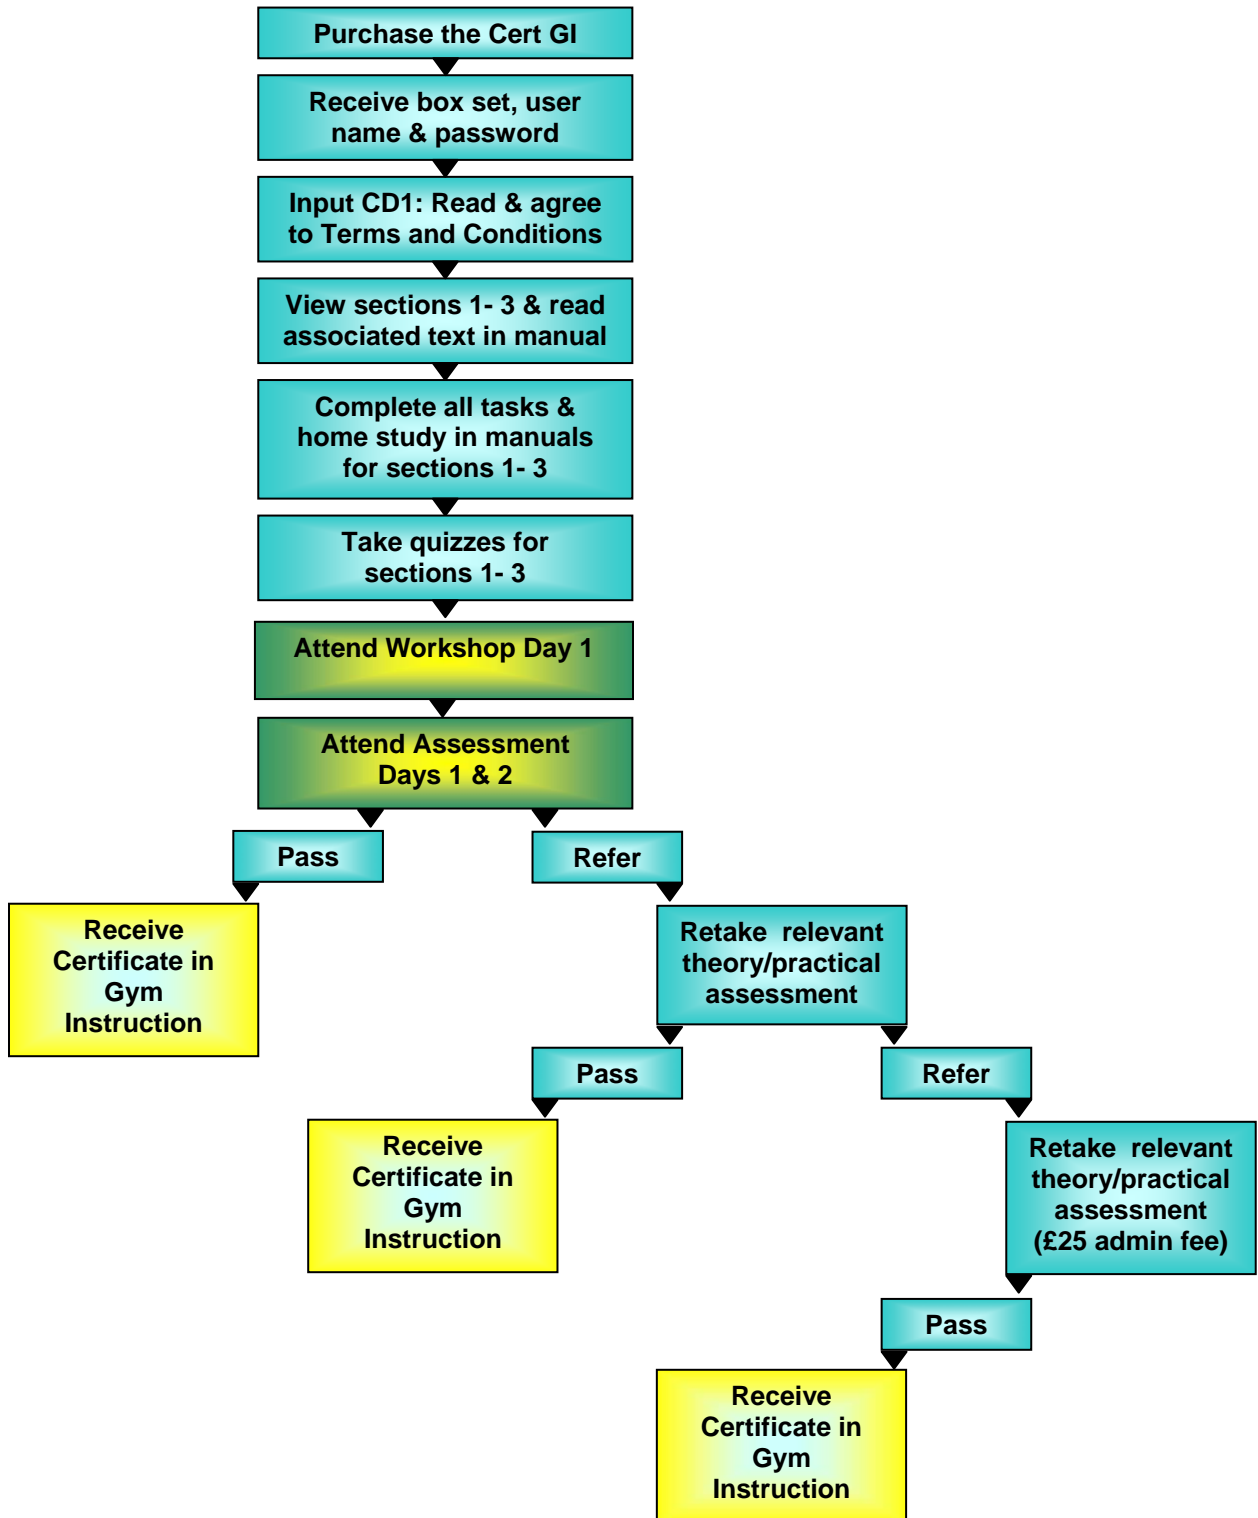 Purchase the Cert GI
Receive box set, user
name & password
Input CD1: Read & agree
to Terms and Conditions
View sections 1- 3 & read
associated text in manual
Complete all tasks &
home study in manuals
for sections 1- 3
Take quizzes for
sections 1- 3
Attend Workshop Day 1
Attend Assessment
Days 1 & 2
Pass
Refer
Receive
Certificate in
Gym
Instruction
Retake relevant
theory/practical
assessment
Pass
Refer
Receive
Certificate in
Gym
Instruction
Retake relevant
theory/practical
assessment
(£25 admin fee)
Pass
Receive
Certificate in
Gym
Instruction